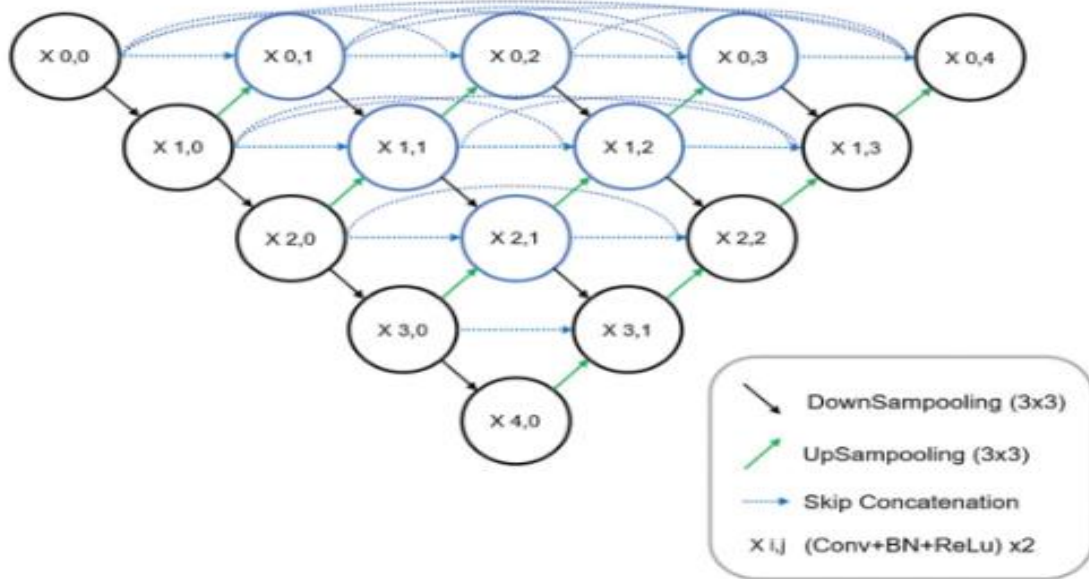 X 0,0
X 0,1
X 0,2
X 0,3
X 0,4
X 1,0
X 1,1
X 1,2
X 1,3
X 2,0
X 2,1
X 2,2
X 3,0
X 3,1
X 4,0
DownSampooling (3x3)
UpSampooling (3x3)
Skip Concatenation
X i,j (Conv+BN+ReLu) x2